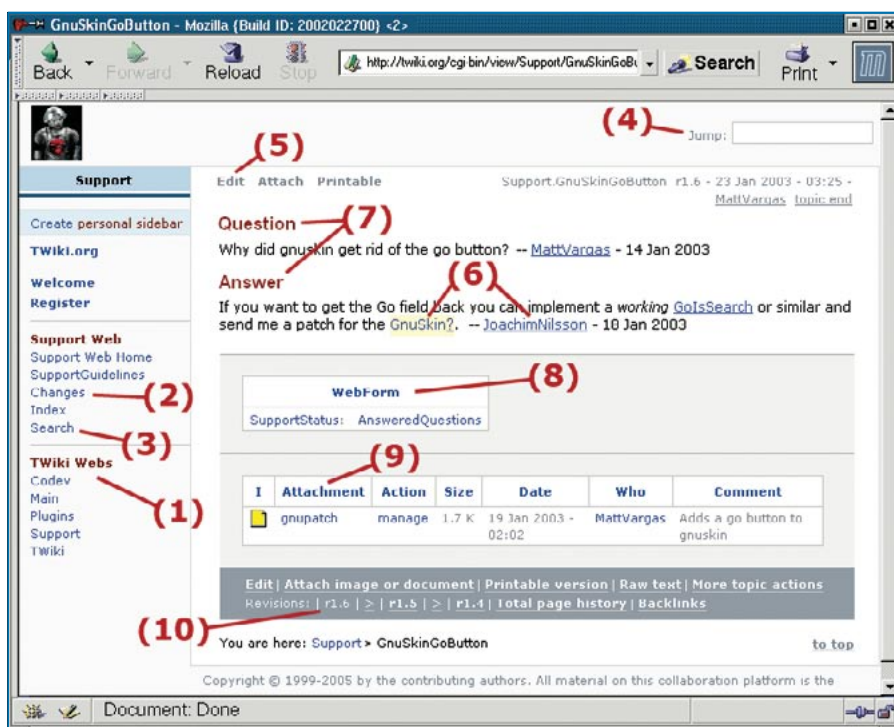 GnuSkinGoButton - Mozilla {Build ID: 2002022700} <2>
Back Forward Reload Stop http://twiki.org/cgi bin/view/Support/GnuSkinGoBu Search Print
(4) Jump:
(5)
Support
Edit Attach Printable
Support.GnuSkinGoButton r1.6 - 23 Jan 2003 - 03:25 -
MattVargas topic end
Create personal sidebar
TWiki.org
Welcome
Register
Question
(7)
Why did gnuskin get rid of the go button? -- MattVargas - 14 Jan 2003
Answer
(6)
If you want to get the Go field back you can implement a working GoIsSearch or similar and
send me a patch for the GnuSkin?. -- JoachimNilsson - 18 Jan 2003
Support Web
Support Web Home
SupportGuidelines
Changes (2)
Index
Search (3)
TWiki Webs
Codev
Main (1)
Plugins
Support
TWiki
WebForm (8)
SupportStatus: AnsweredQuestions
(9)
I Attachment Action Size Date Who Comment
gnupatch manage 1.7 K 19 Jan 2003 - MattVargas Adds a go button to
02:02 gnuskin
Edit | Attach image or document | Printable version | Raw text | More topic actions
Revisions: | r1.6 | > | r1.5 | > | r1.4 | Total page history | Backlinks
(10)
You are here: Support > GnuSkinGoButton to top
Copyright © 1999-2005 by the contributing authors. All material on this collaboration platform is the
Document: Done